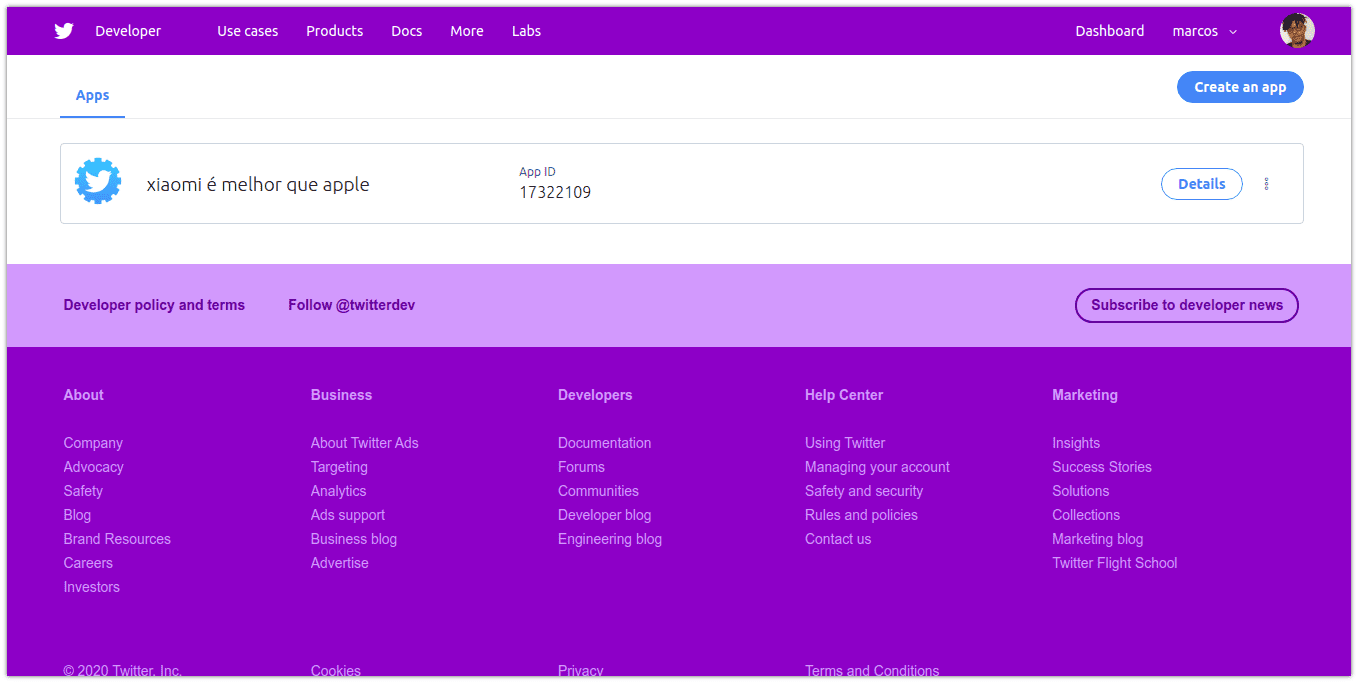 Developer Use cases Products Docs More Labs Dashboard marcos
Apps
Create an app
xiaomi é melhor que apple
App ID
17322109
Details
Developer policy and terms Follow @twitterdev Subscribe to developer news
About Business Developers Help Center Marketing
Company About Twitter Ads Documentation Using Twitter Insights
Advocacy Targeting Forums Managing your account Success Stories
Safety Analytics Communities Safety and security Solutions
Blog Ads support Developer blog Rules and policies Collections
Brand Resources Business blog Engineering blog Contact us Marketing blog
Careers Advertise Twitter Flight School
Investors
© 2020 Twitter, Inc. Cookies Privacy Terms and Conditions